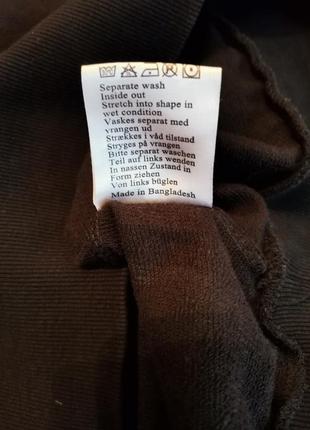 Separate wash
Inside out
Stretch into shape in
wet condition
Vaskes separat med
vrangen ud
Strækkes i våd tilstand
Stryges på vrangen
Bitte separat waschen
Teil auf links wenden
In nassen Zustand in
Form ziehen
Von links büglen
Made in Bangladesh